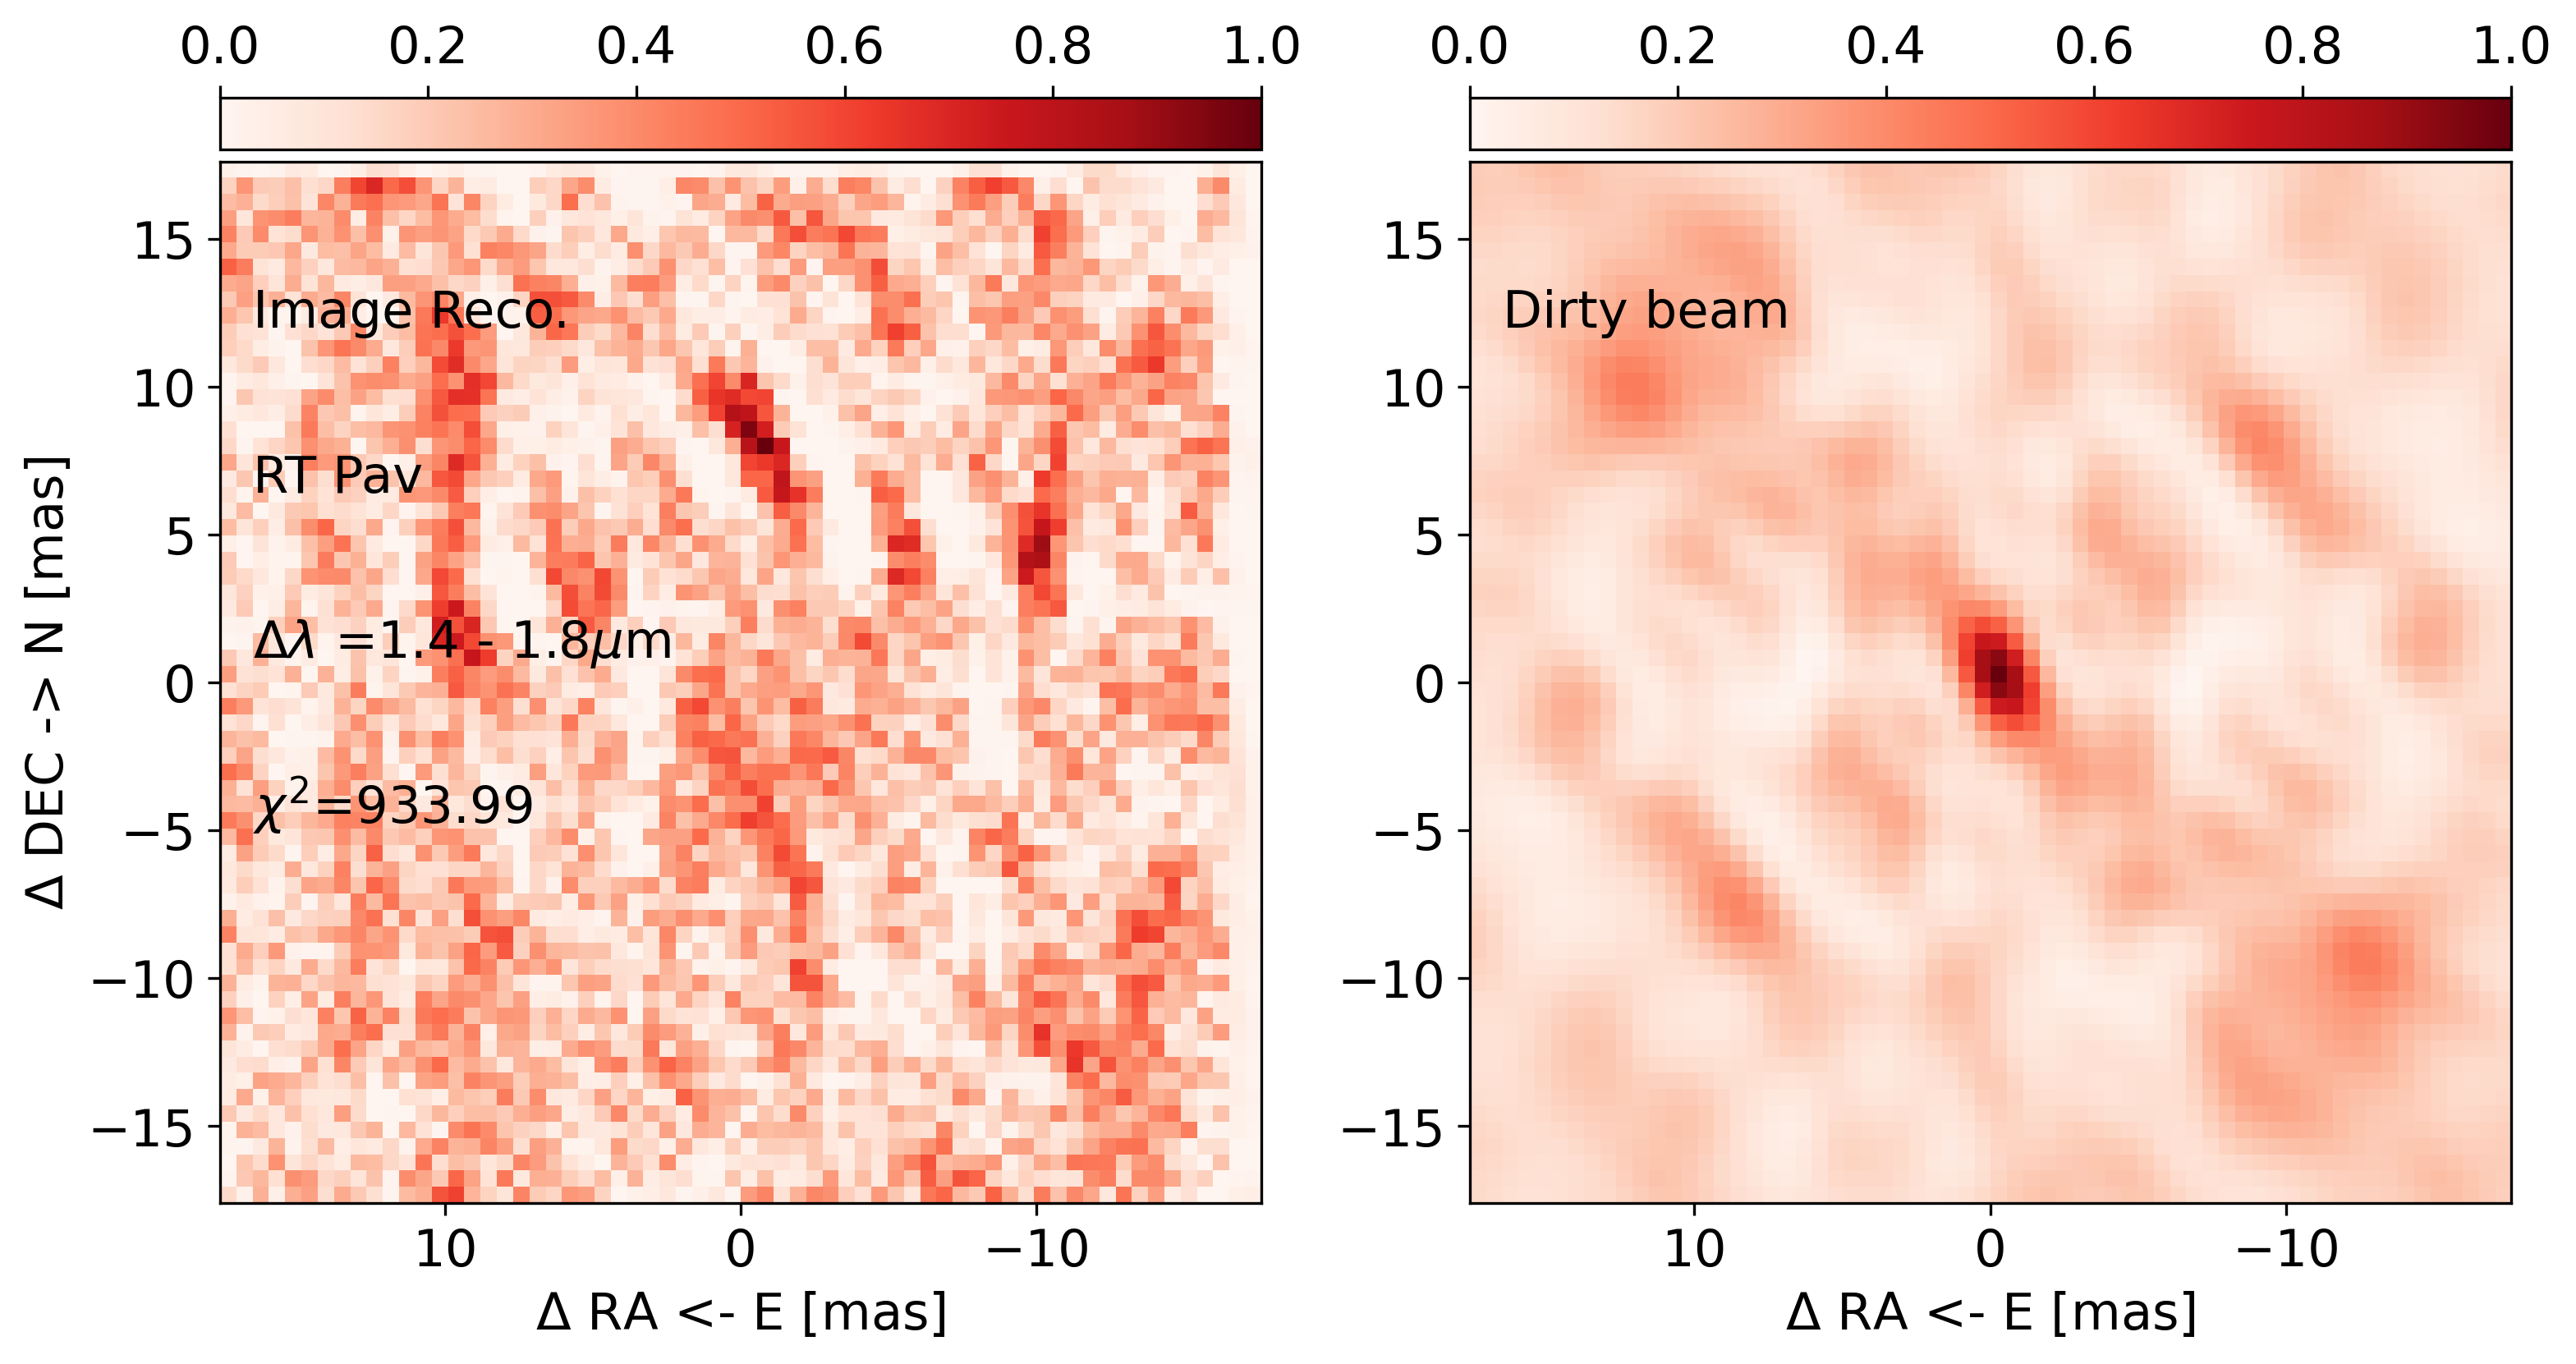 0.0 0.2 0.4 0.6 0.8 1.0
0.0 0.2 0.4 0.6 0.8 1.0
Δ DEC -> N [mas]
15
10
5
0
−5
−10
−15
Image Reco.
RT Pav
Δλ =1.4 - 1.8μm
χ²=933.99
10 0 −10
Δ RA <- E [mas]
15
10
5
0
−5
−10
−15
Dirty beam
10 0 −10
Δ RA <- E [mas]